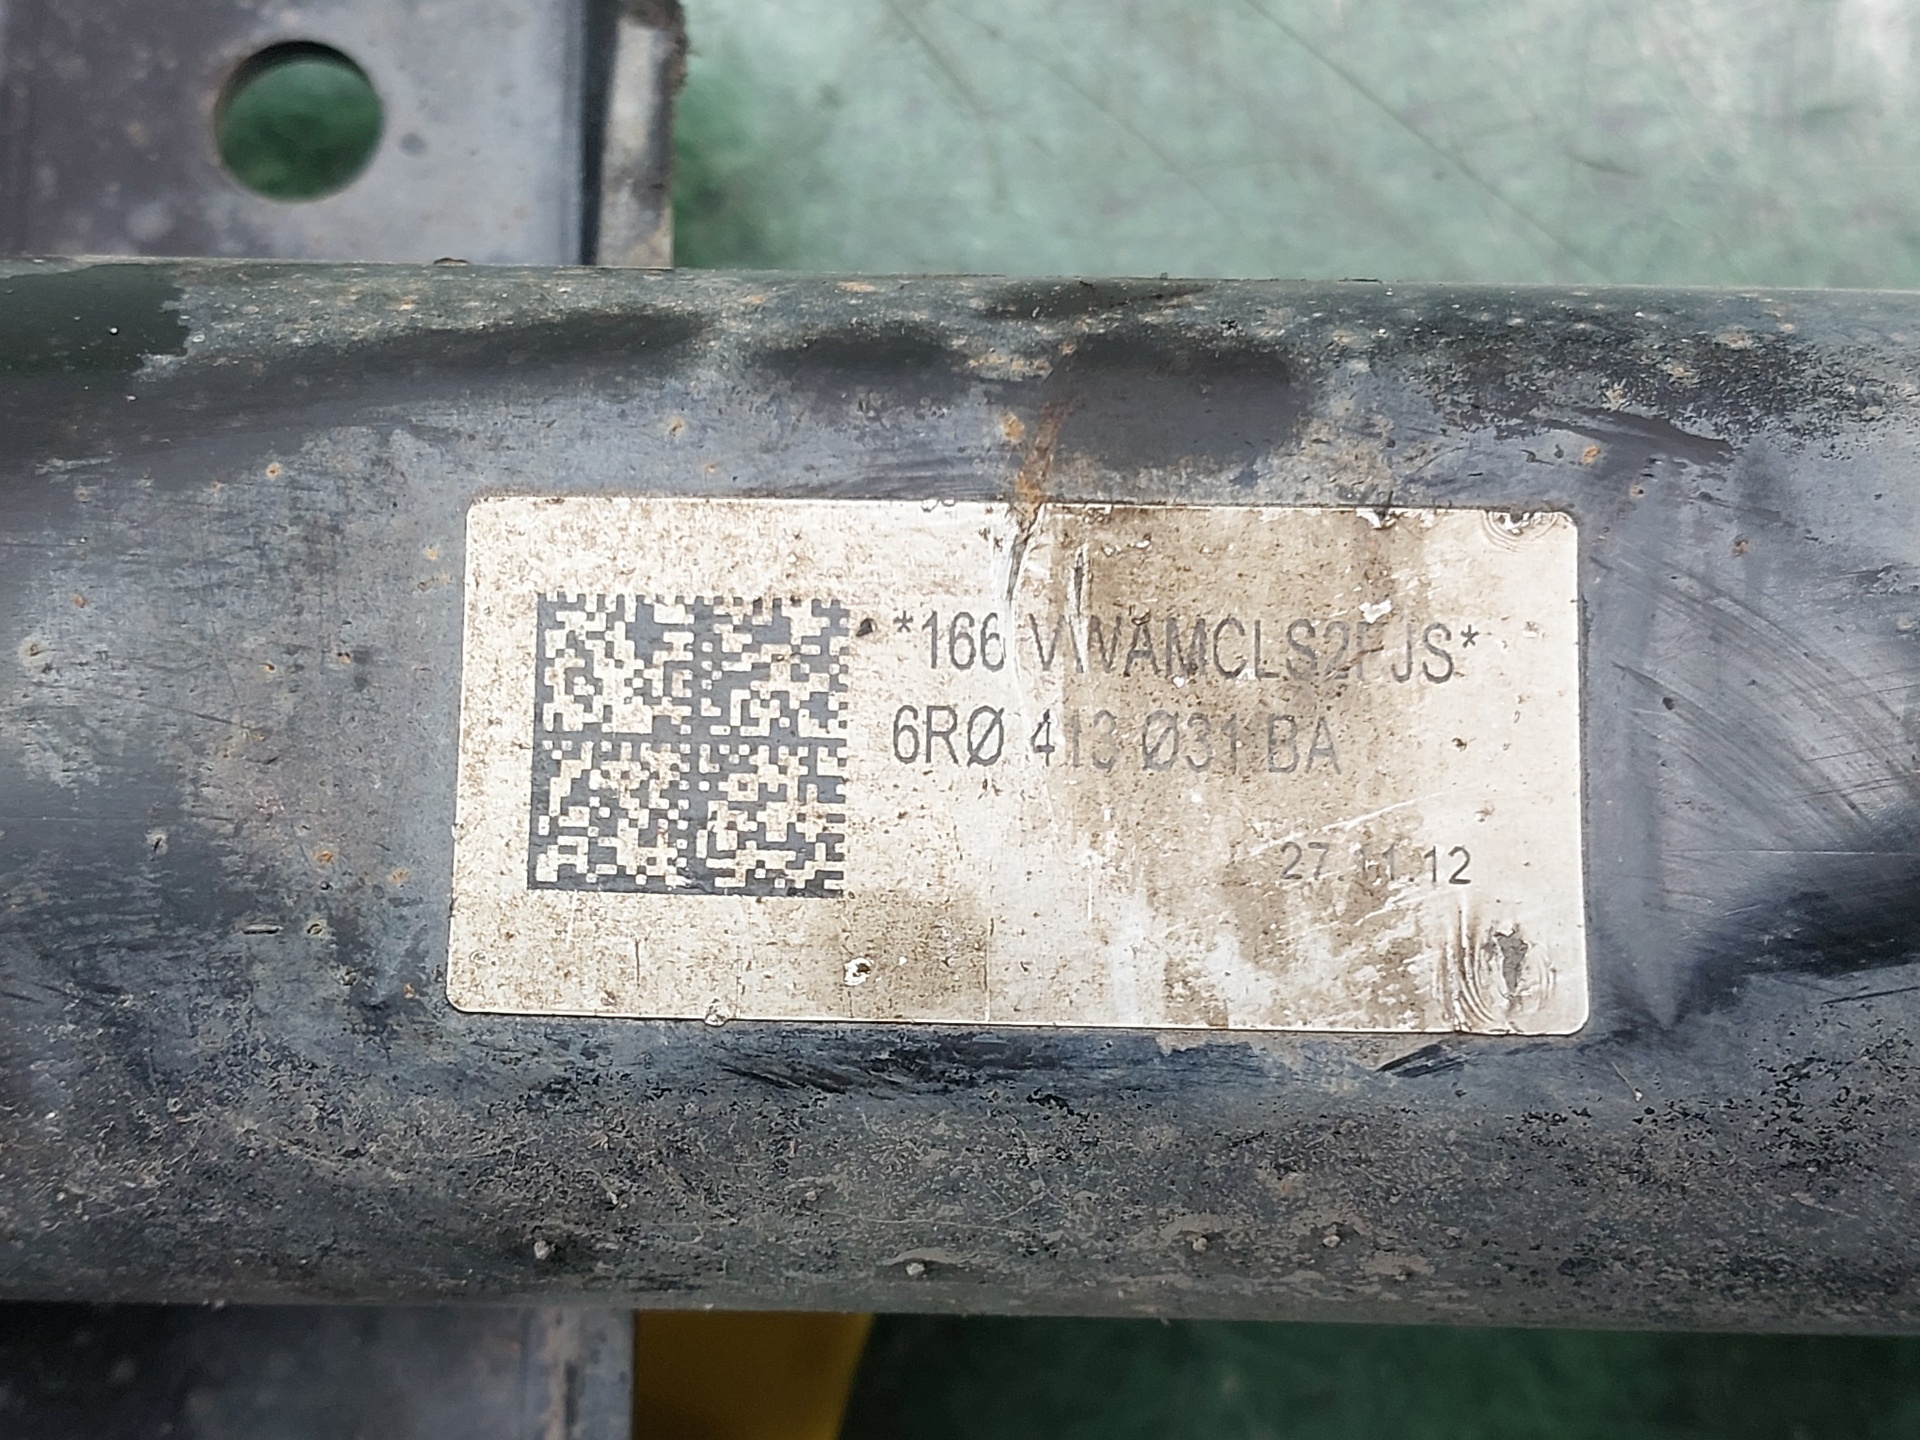 *166 VWAMCLS2FJS*
6RØ 413 Ø31 BA
27.11.12